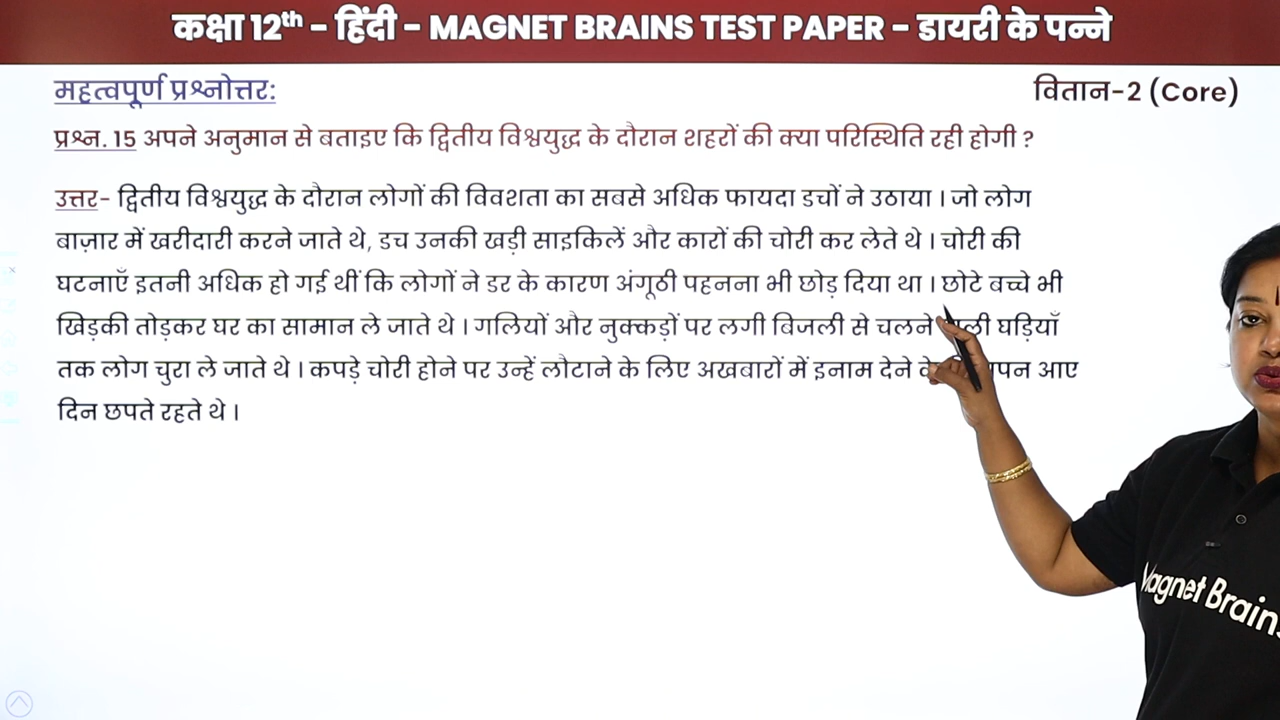 कक्षा 12th - हिंदी - MAGNET BRAINS TEST PAPER - डायरी के पन्ने
महत्वपूर्ण प्रश्नोत्तर:
वितान-2 (Core)
प्रश्न. 15 अपने अनुमान से बताइए कि द्वितीय विश्वयुद्ध के दौरान शहरों की क्या परिस्थिति रही होगी ?
उत्तर- द्वितीय विश्वयुद्ध के दौरान लोगों की विवशता का सबसे अधिक फायदा डचों ने उठाया । जो लोग
बाज़ार में खरीदारी करने जाते थे, डच उनकी खड़ी साइकिलें और कारों की चोरी कर लेते थे । चोरी की
घटनाएँ इतनी अधिक हो गई थीं कि लोगों ने डर के कारण अंगूठी पहनना भी छोड़ दिया था । छोटे बच्चे भी
खिड़की तोड़कर घर का सामान ले जाते थे । गलियों और नुक्कड़ों पर लगी बिजली से चलने घड़ियाँ
तक लोग चुरा ले जाते थे । कपड़े चोरी होने पर उन्हें लौटाने के लिए अखबारों में इनाम देने आए
दिन छपते रहते थे ।
Magnet Brains